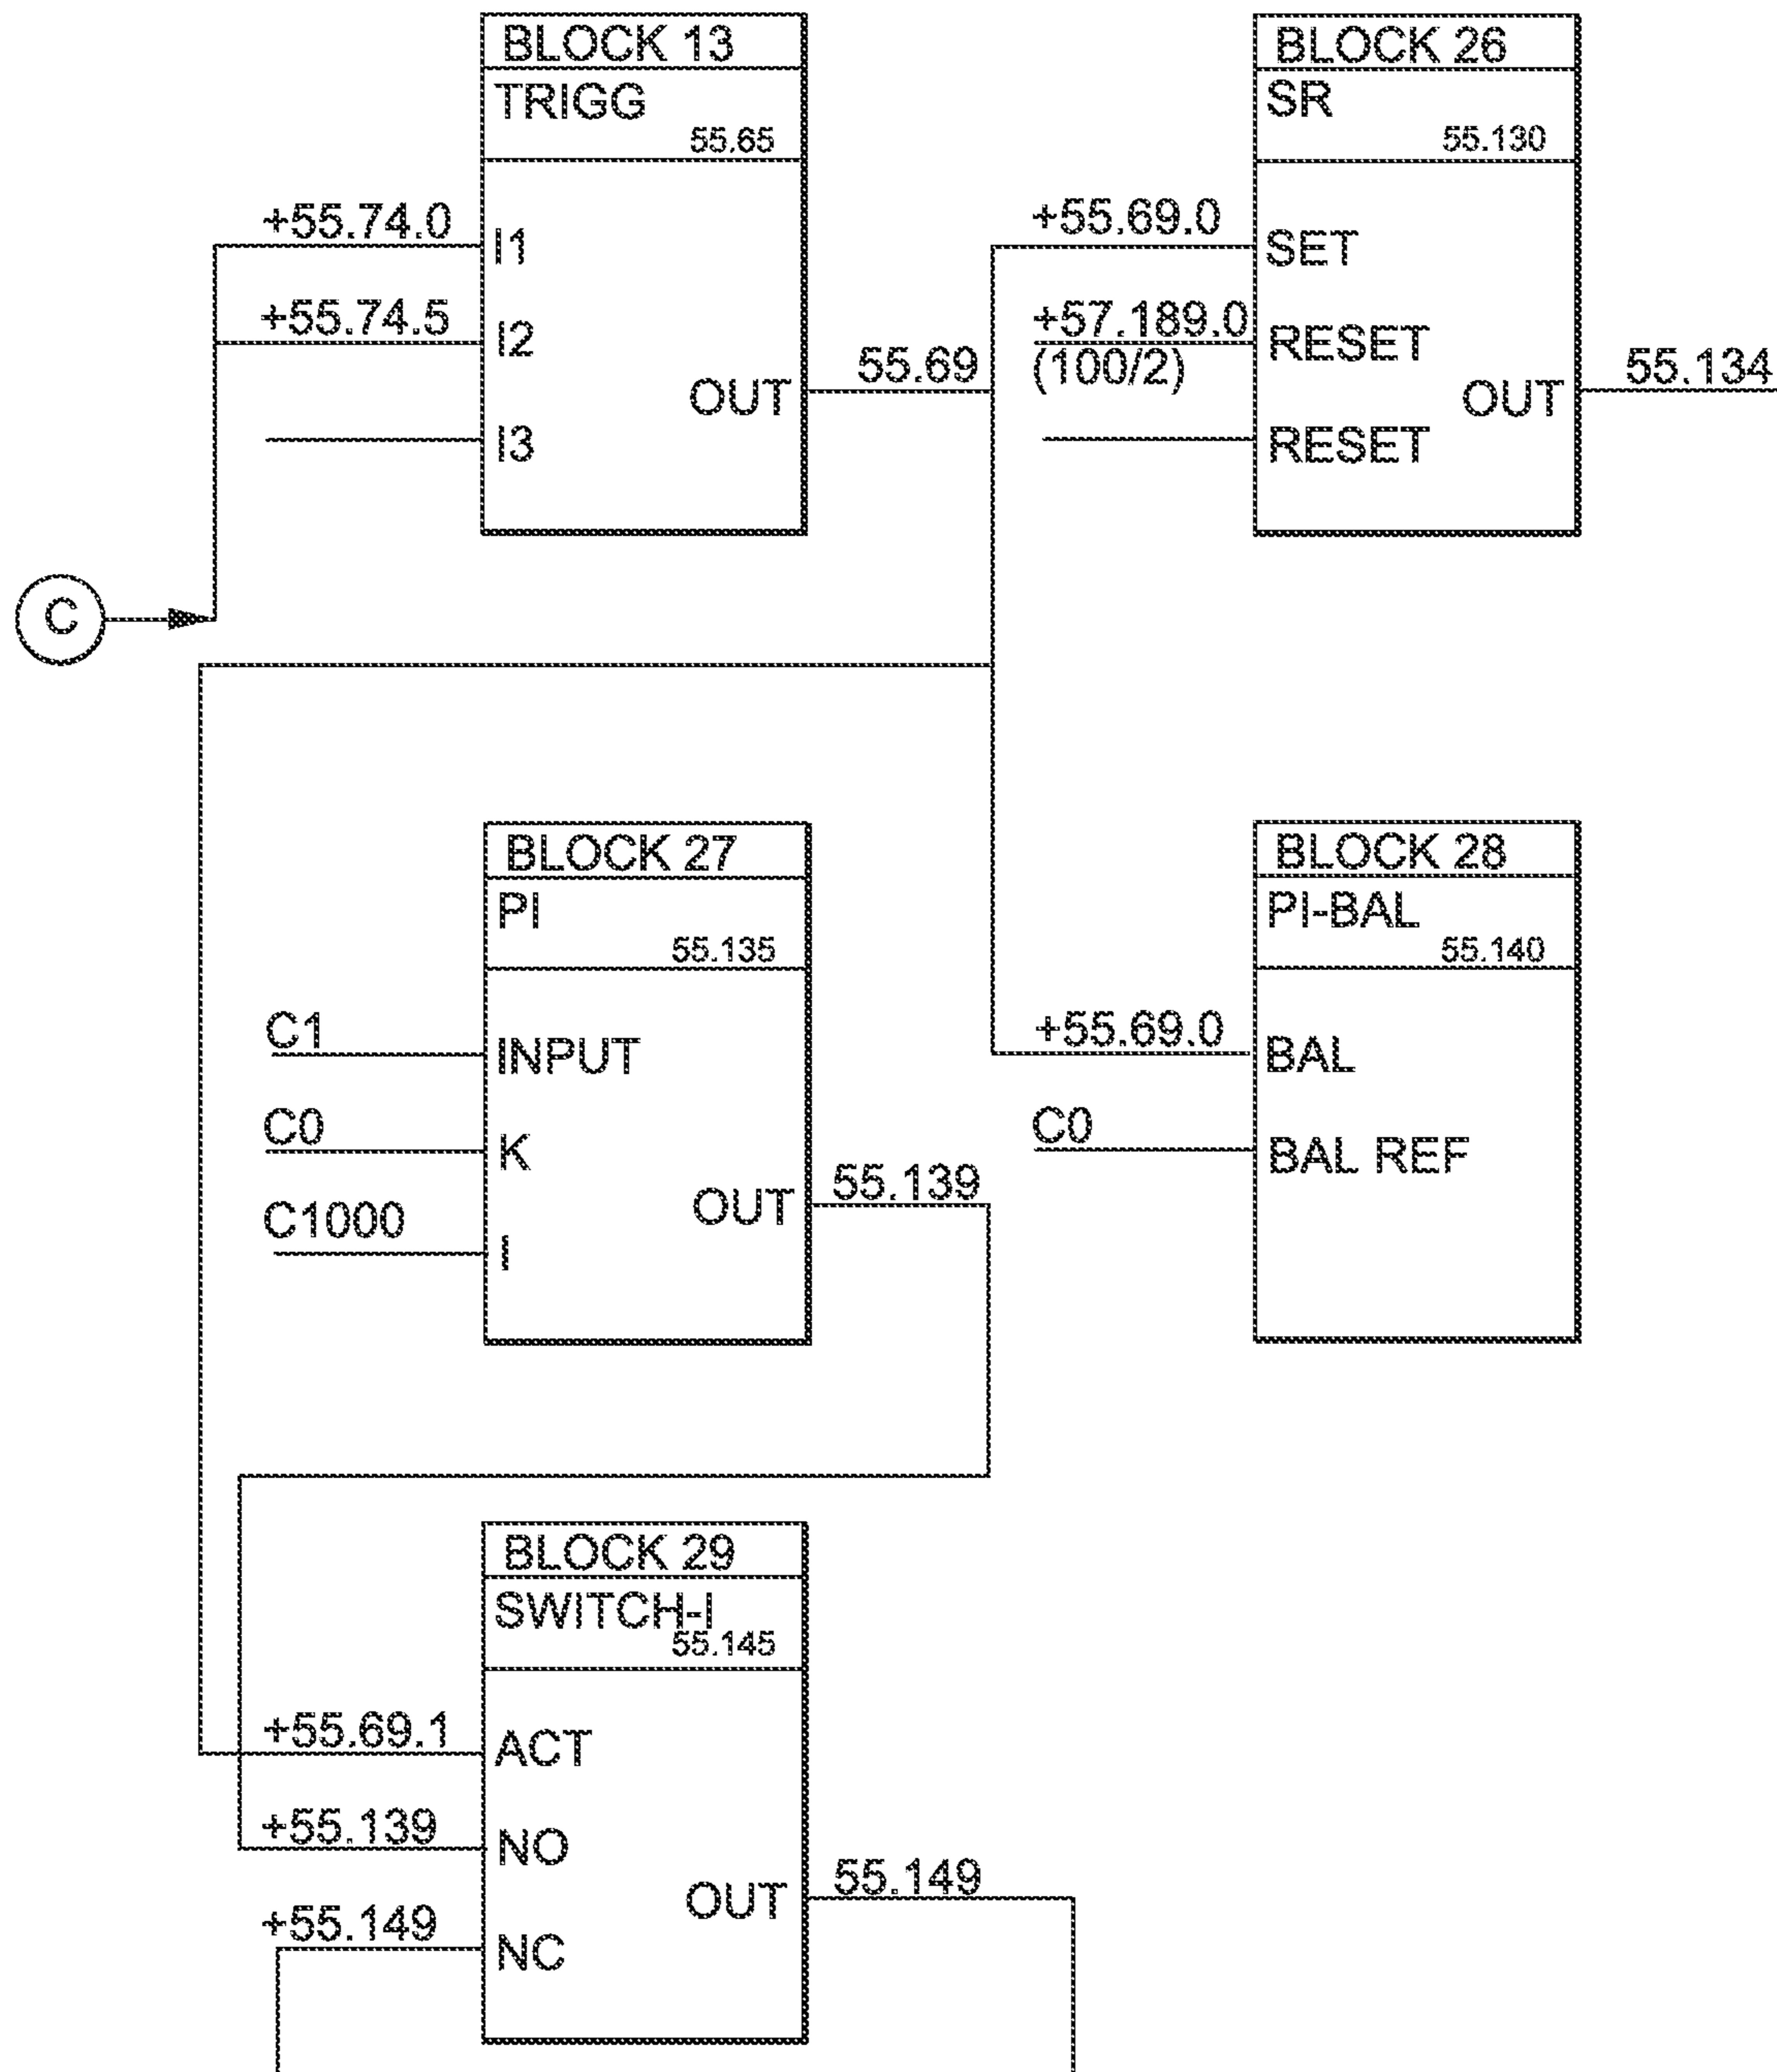 BLOCK 13
TRIGG
55.65
+55.74.0
I1
+55.74.5
I2
55.69
OUT
I3
BLOCK 26
SR
55.130
+55.69.0
SET
+57.189.0
RESET
(100/2)
55.134
OUT
RESET
C
BLOCK 27
PI
55.135
C1
INPUT
C0
K
55.139
OUT
C1000
I
BLOCK 28
PI-BAL
55.140
+55.69.0
BAL
C0
BAL REF
BLOCK 29
SWITCH-I
55.145
+55.69.1
ACT
+55.139
NO
55.149
OUT
+55.149
NC